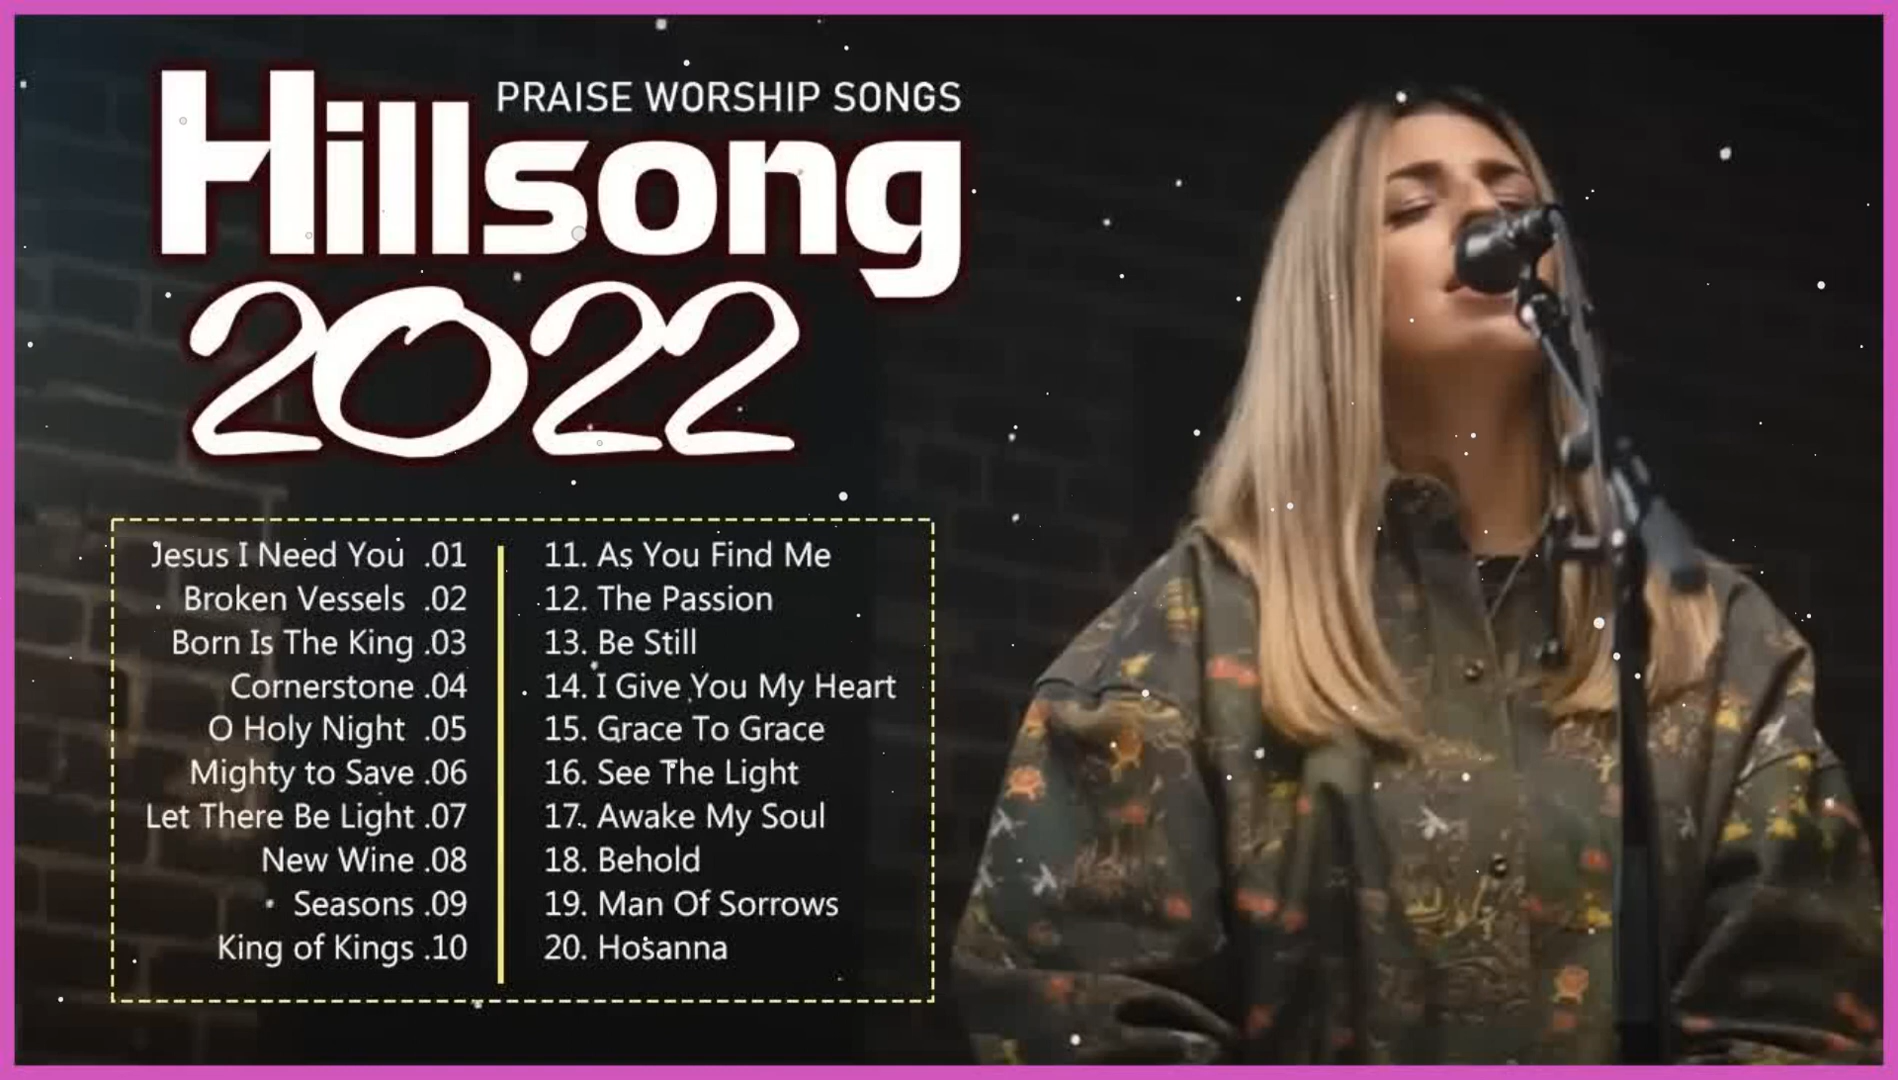 PRAISE WORSHIP SONGS
Hillsong
2022
Jesus I Need You .01
Broken Vessels .02
Born Is The King .03
Cornerstone .04
O Holy Night .05
Mighty to Save .06
Let There Be Light .07
New Wine .08
Seasons .09
King of Kings .10
11. As You Find Me
12. The Passion
13. Be Still
14. I Give You My Heart
15. Grace To Grace
16. See The Light
17. Awake My Soul
18. Behold
19. Man Of Sorrows
20. Hosanna